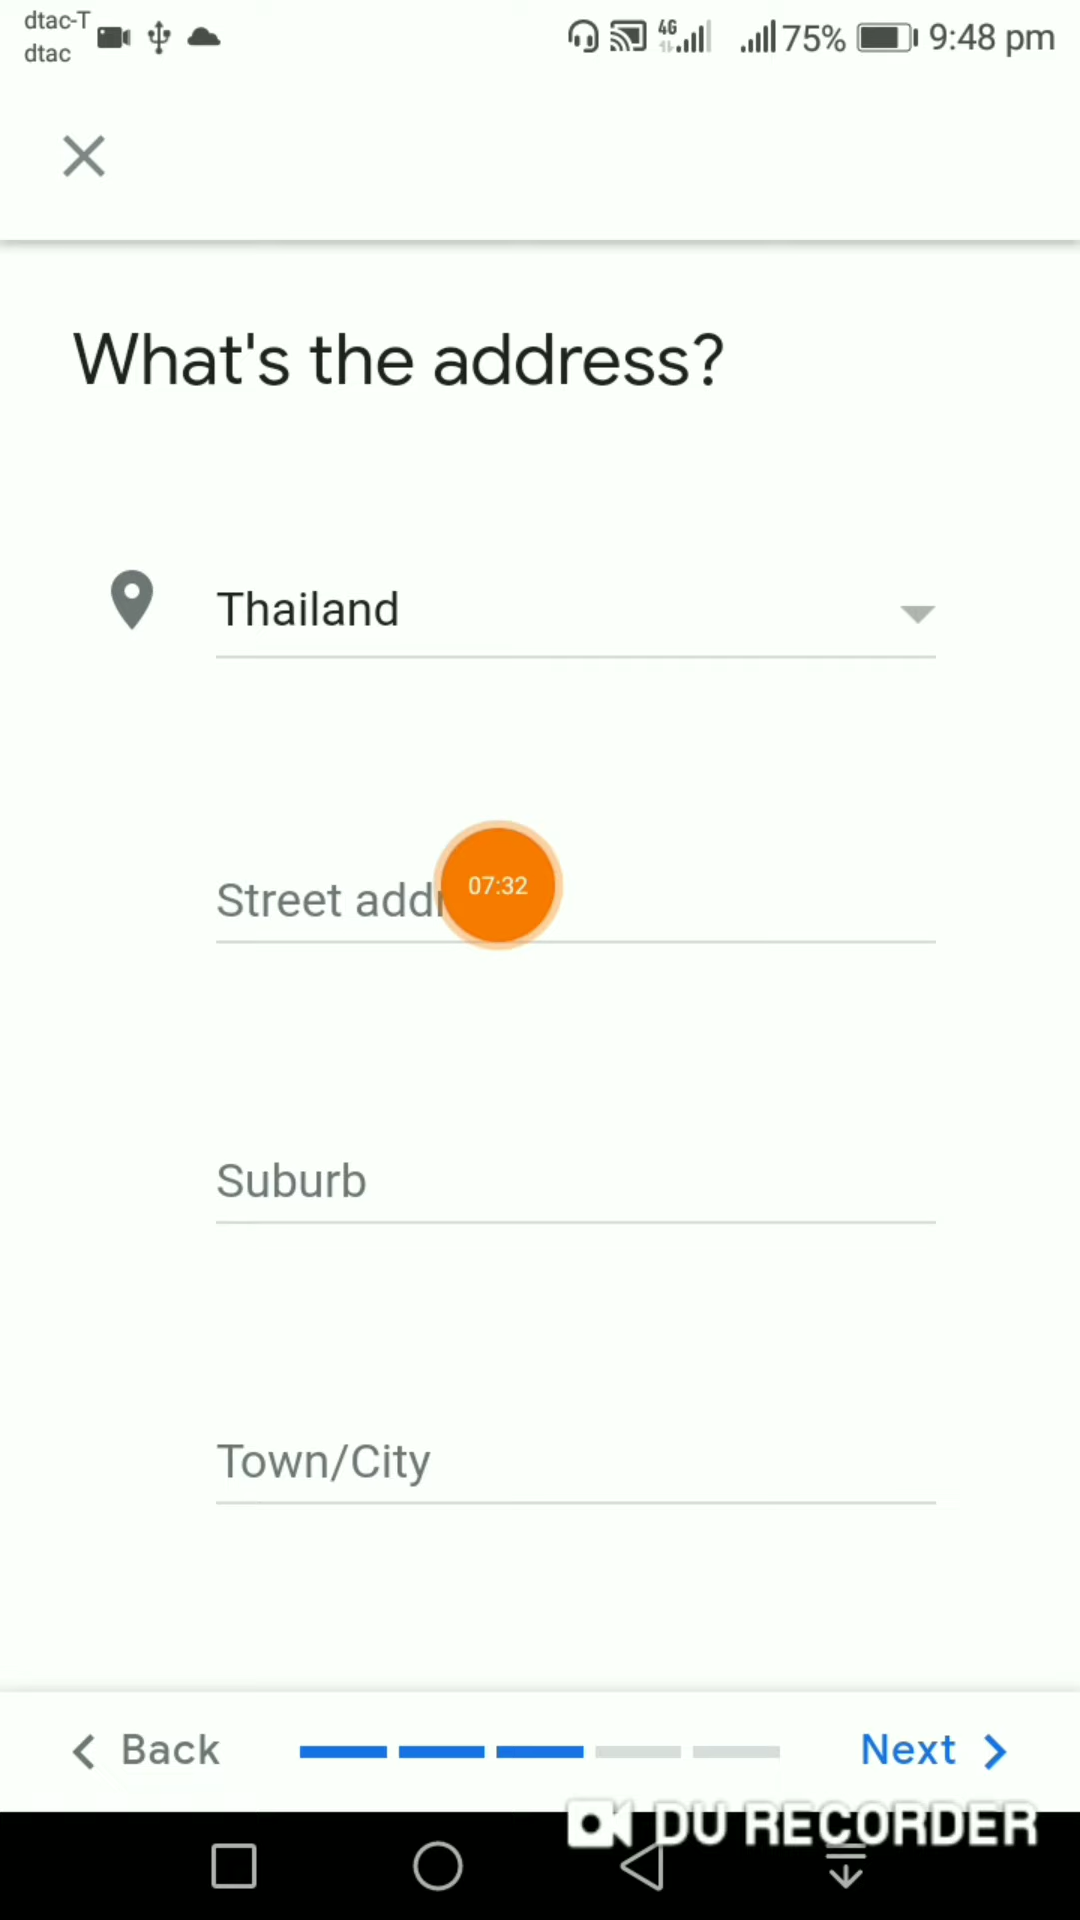 dtac-T
dtac
4G
75%
9:48 pm
What's the address?
Thailand
Street addr
07:32
Suburb
Town/City
Back
Next
DU RECORDER